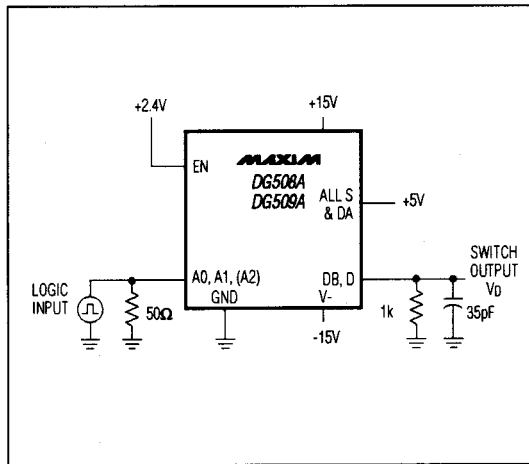 +2.4V
+15V
EN
MAXIM
DG508A
DG509A
ALL S
& DA
+5V
LOGIC
INPUT
50Ω
A0, A1, (A2)
GND
DB, D
V-
-15V
1k
35pF
SWITCH
OUTPUT
VD